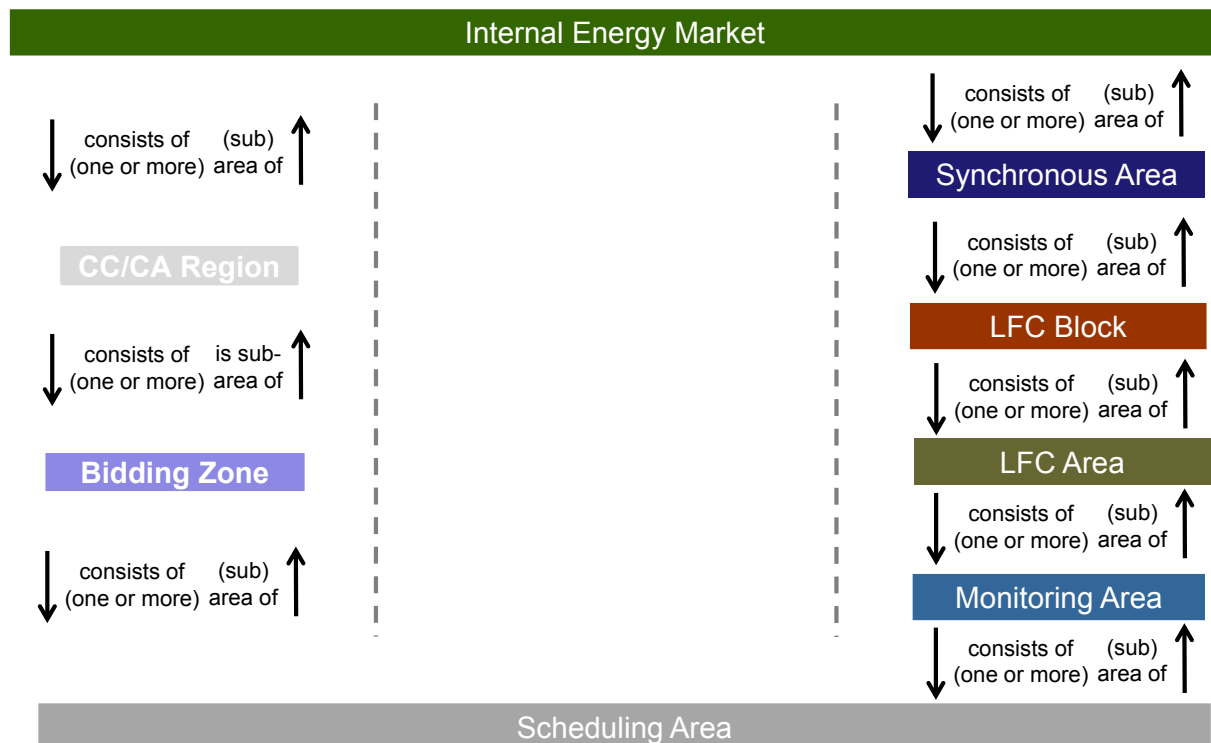 Internal Energy Market
consists of
(one or more)
(sub)
area of
CC/CA Region
consists of
(one or more)
is sub-
area of
Bidding Zone
consists of
(one or more)
(sub)
area of
consists of
(one or more)
(sub)
area of
Synchronous Area
consists of
(one or more)
(sub)
area of
LFC Block
consists of
(one or more)
(sub)
area of
LFC Area
consists of
(one or more)
(sub)
area of
Monitoring Area
consists of
(one or more)
(sub)
area of
Scheduling Area